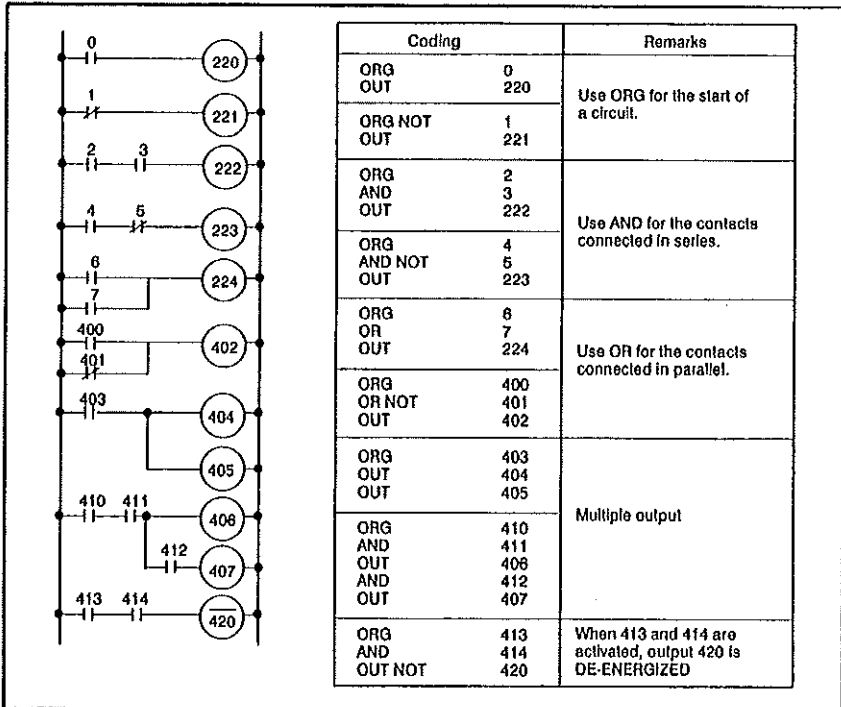 0
220
1
221
2 3
222
4 5
223
6
224
7
400
402
401
403
404
405
410 411
406
412
407
413 414
420
Coding Remarks
ORG 0
OUT 220
ORG NOT 1
OUT 221
Use ORG for the start of
a circuit.
ORG 2
AND 3
OUT 222
ORG 4
AND NOT 5
OUT 223
Use AND for the contacts
connected in series.
ORG 6
OR 7
OUT 224
ORG 400
OR NOT 401
OUT 402
Use OR for the contacts
connected in parallel.
ORG 403
OUT 404
OUT 405
ORG 410
AND 411
OUT 406
AND 412
OUT 407
Multiple output
ORG 413
AND 414
OUT NOT 420
When 413 and 414 are
activated, output 420 is
DE-ENERGIZED